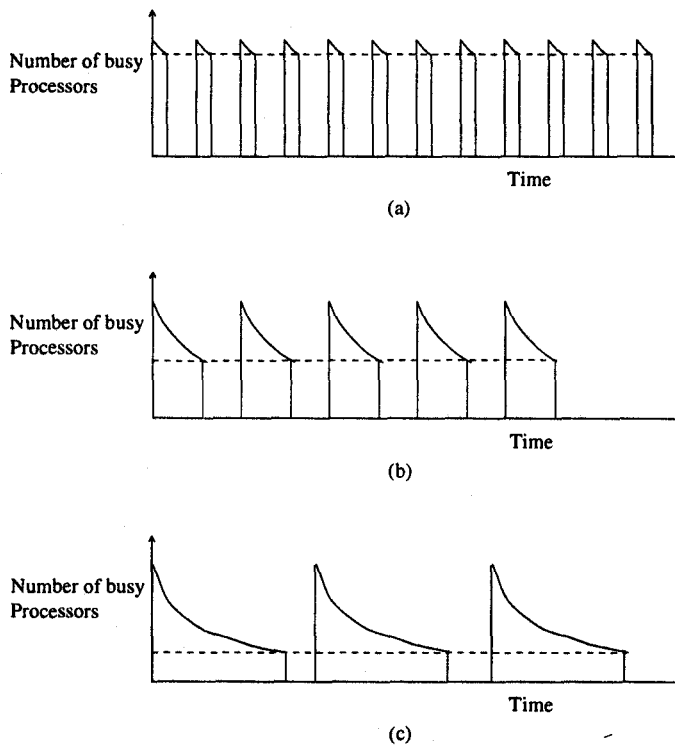 Number of busy
Processors
Time
(a)
Number of busy
Processors
Time
(b)
Number of busy
Processors
Time
(c)